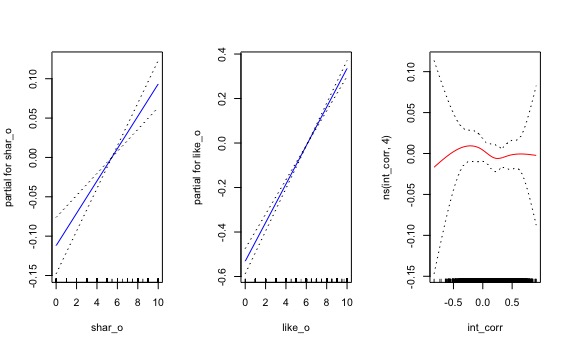 partial for shar_o
0.10
0.05
0.00
-0.05
-0.10
-0.15
0 2 4 6 8 10
shar_o
partial for like_o
0.4
0.2
0.0
-0.2
-0.4
-0.6
0 2 4 6 8 10
like_o
ns(int_corr, 4)
0.10
0.05
0.00
-0.05
-0.10
-0.15
-0.5 0.0 0.5
int_corr